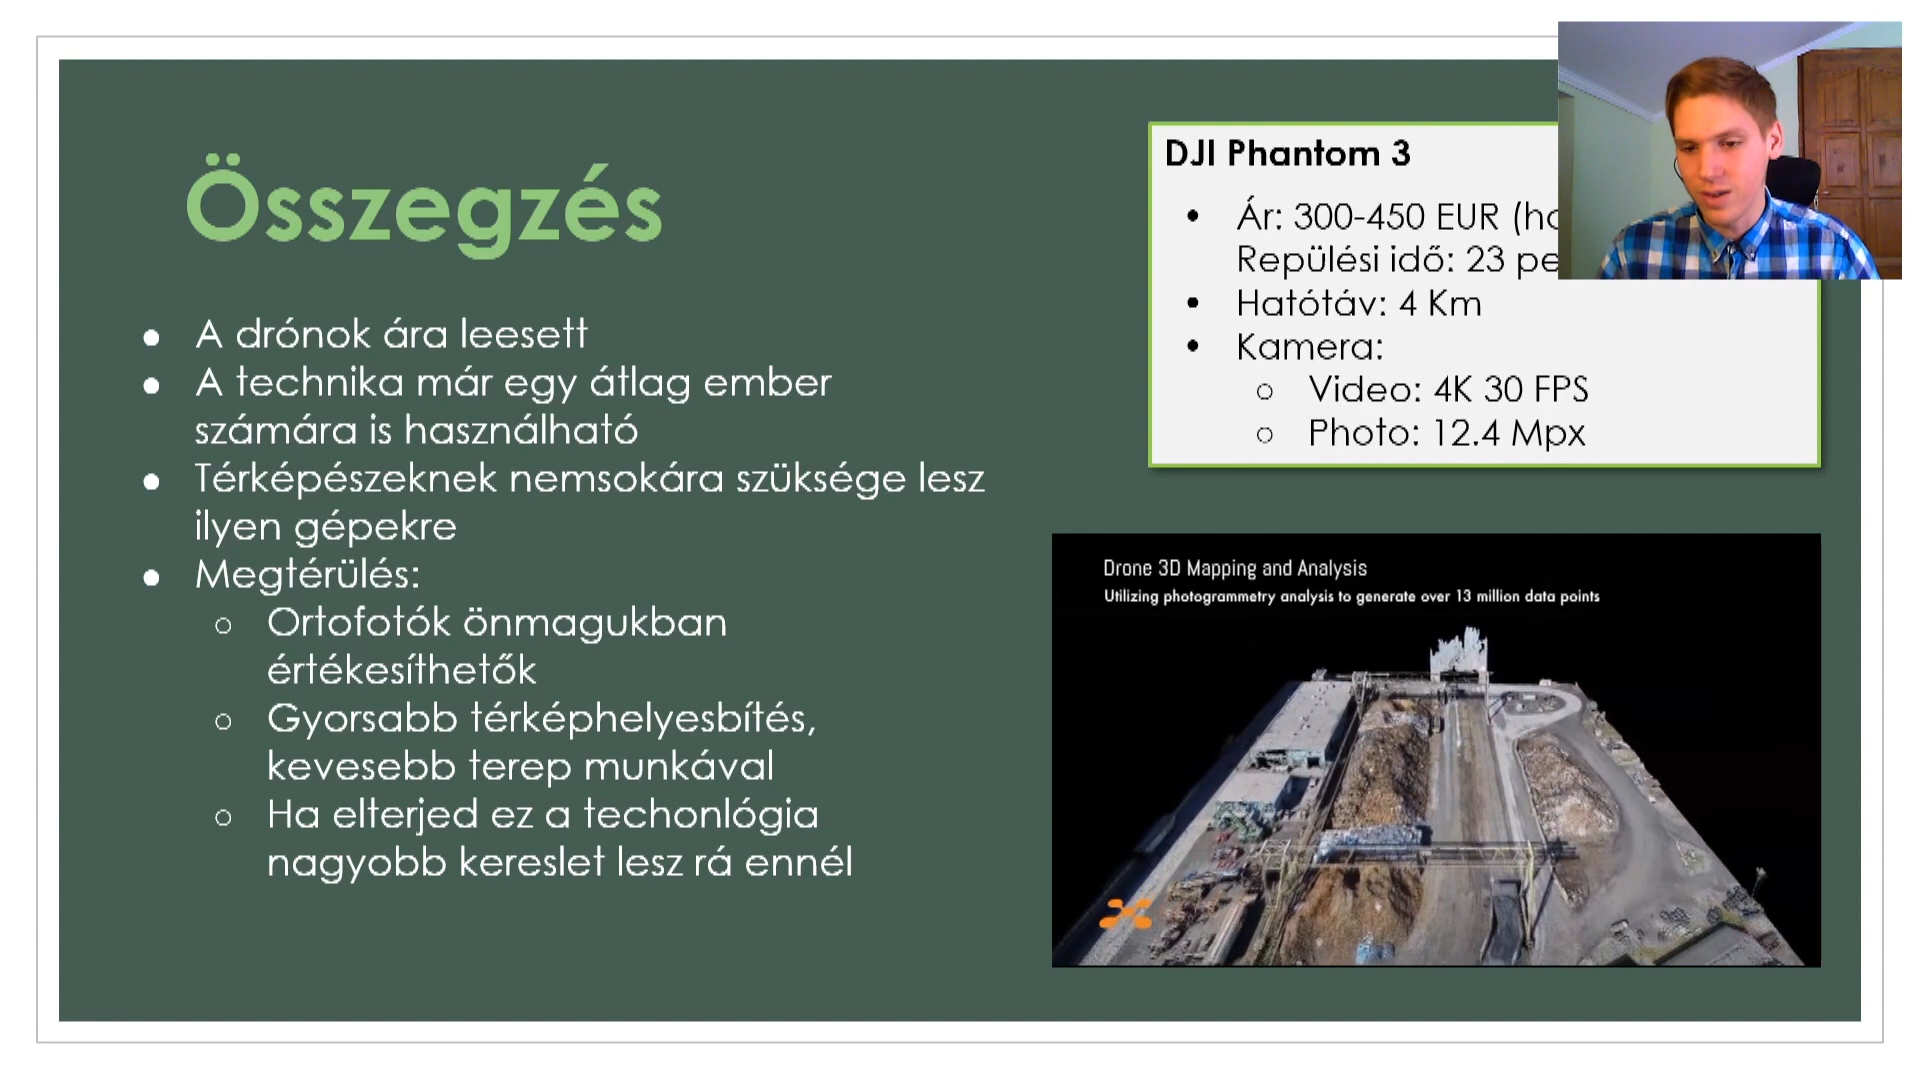 Összegzés
A drónok ára leesett
A technika már egy átlag ember
számára is használható
Térképészeknek nemsokára szüksége lesz
ilyen gépekre
Megtérülés:
Ortofotók önmagukban
értékesíthetők
Gyorsabb térképhelyesbítés,
kevesebb terep munkával
Ha elterjed ez a techonlógia
nagyobb kereslet lesz rá ennél
DJI Phantom 3
Ár: 300-450 EUR
Repülési idő: 23
Hatótáv: 4 Km
Kamera:
Video: 4K 30 FPS
Photo: 12.4 Mpx
Drone 3D Mapping and Analysis
Utilizing photogrammetry analysis to generate over 13 million data points